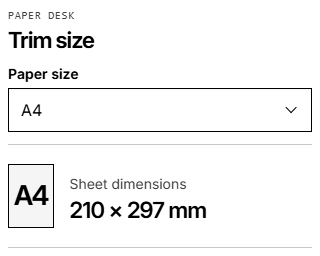 PAPER DESK
Trim size
Paper size
A4
A4
Sheet dimensions
210 × 297 mm